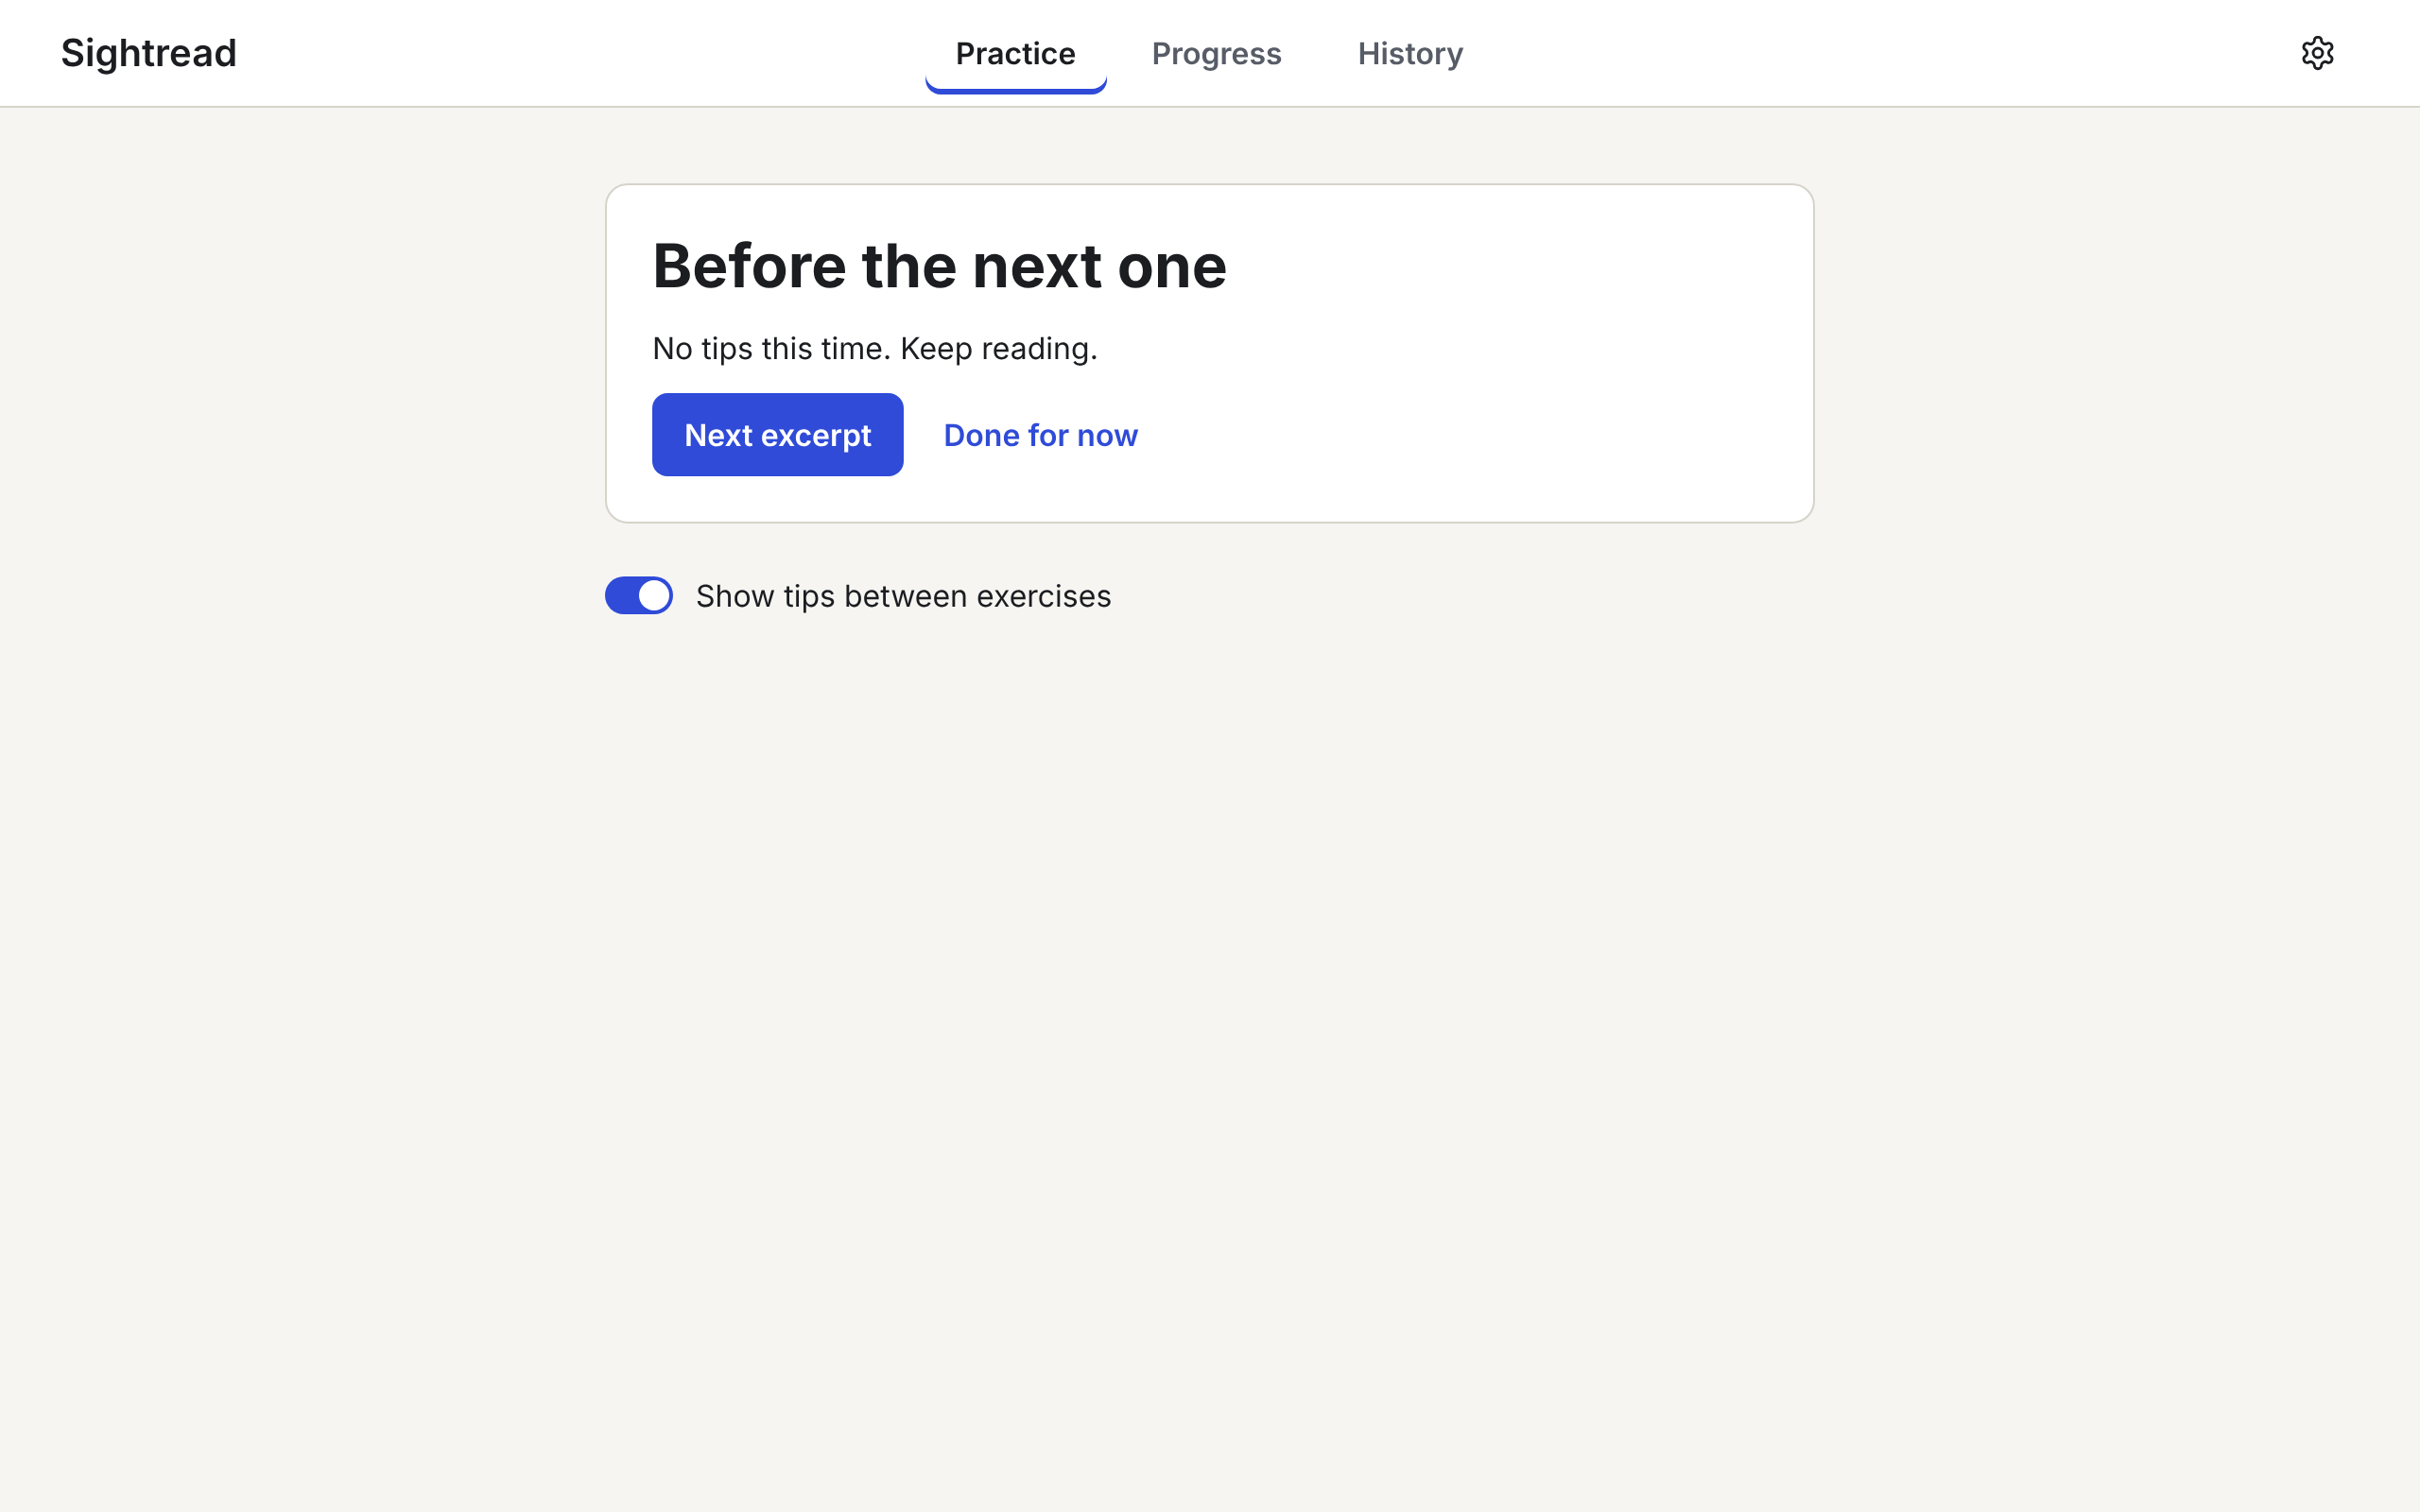 Sightread
Practice Progress History
Before the next one
No tips this time. Keep reading.
Next excerpt Done for now
Show tips between exercises